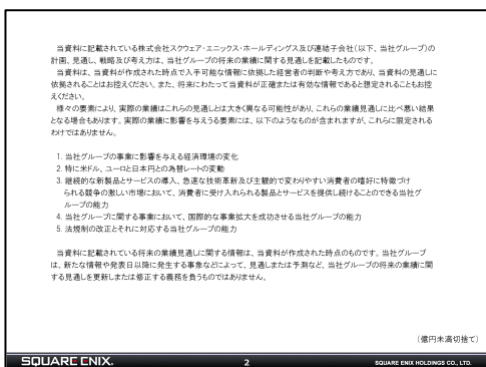 当資料に記載されている株式会社スクウェア・エニックス・ホールディングス及び連結子会社(以下、当社グループ)の
計画、見通し、戦略及び考え方は、当社グループの将来の業績に関する見通しを記載したものです。
当資料は、当資料が作成された時点で入手可能な情報に依拠した経営者の判断や考え方であり、当資料の見通しに
依拠されることはお控えください。また、将来にわたって当資料が正確または有効な情報であると想定されることもお控
えください。
様々の要素により、実際の業績はこれらの見通しとは大きく異なる可能性があり、これらの業績見通しに比べ悪い結果
となる場合もあります。実際の業績に影響を与えうる要素には、以下のようなものが含まれますが、これらに限定される
わけではありません。
1. 当社グループの事業に影響を与える経済環境の変化
2. 特に米ドル、ユーロと日本円との為替レートの変動
3. 継続的な新製品とサービスの導入、急速な技術革新及び主観的で変わりやすい消費者の嗜好に特徴づけ
られる競争の激しい市場において、消費者に受け入れられる製品とサービスを提供し続けることのできる当社グ
ループの能力
4. 当社グループに関する事業において、国際的な事業拡大を成功させる当社グループの能力
5. 法規制の改正とそれに対応する当社グループの能力
当資料に記載されている将来の業績見通しに関する情報は、当資料が作成された時点のものです。当社グループ
は、新たな情報や発表日以降に発生する事象などによって、見通しまたは予測など、当社グループの将来の業績に関
する見通しを更新しまたは修正する義務を負うものではありません。
(億円未満切捨て)
SQUARE ENIX. 2 SQUARE ENIX HOLDINGS CO., LTD.